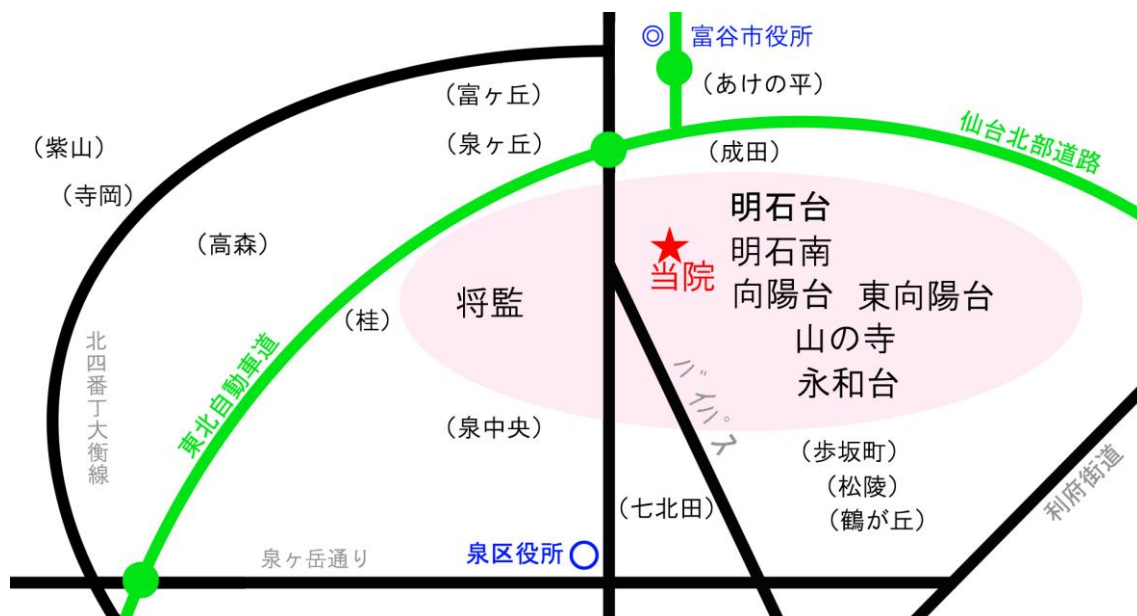 ◎ 富谷市役所
（あけの平）
（富ヶ丘）
（泉ヶ丘）
（紫山）
（寺岡）
（高森）
（成田）
仙台北部道路
明石台
明石南
当院
向陽台 東向陽台
山の寺
永和台
将監
（桂）
北四番丁大衡線
東北自動車道
バイパス
（泉中央）
（歩坂町）
（松陵）
（鶴が丘）
利府街道
（七北田）
泉区役所
泉ヶ岳通り